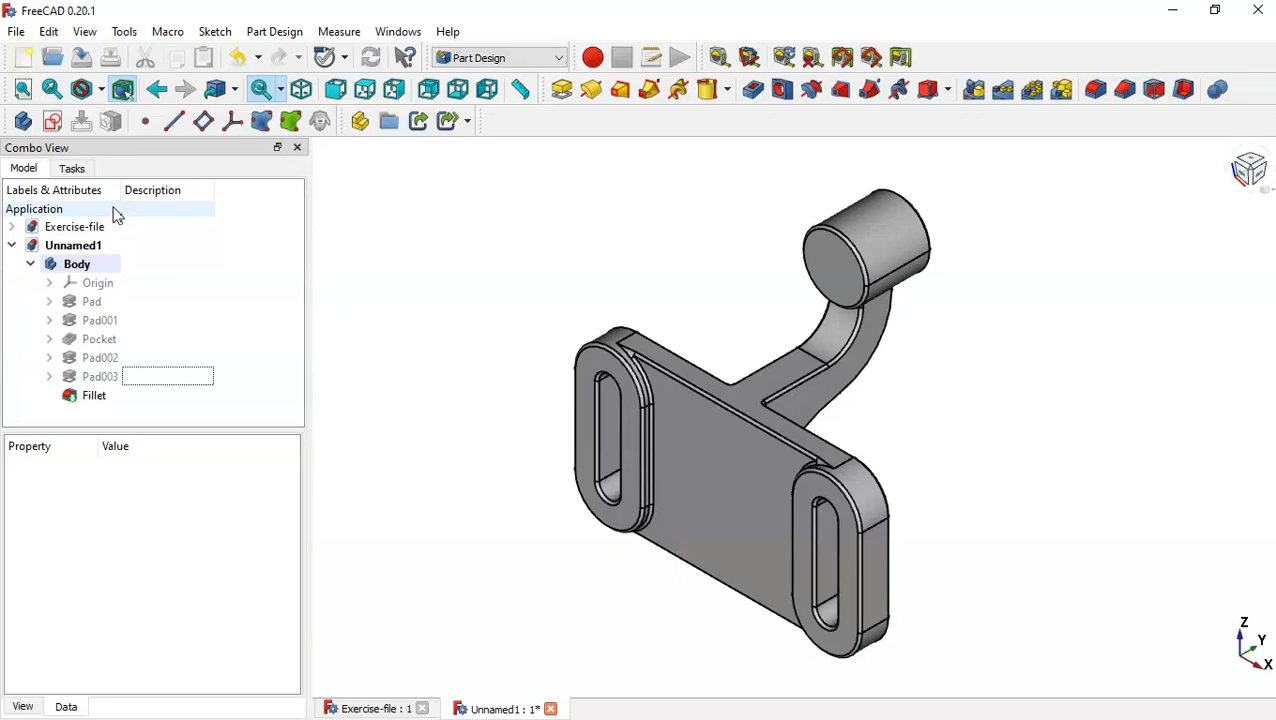 FreeCAD 0.20.1
File Edit View Tools Macro Sketch Part Design Measure Windows Help
Part Design
Combo View
Model Tasks
Labels & Attributes Description
Application
Exercise-file
Unnamed1
Body
Origin
Pad
Pad001
Pocket
Pad002
Pad003
Fillet
Property Value
Z
Y
X
View Data
Exercise-file : 1
Unnamed1 : 1*